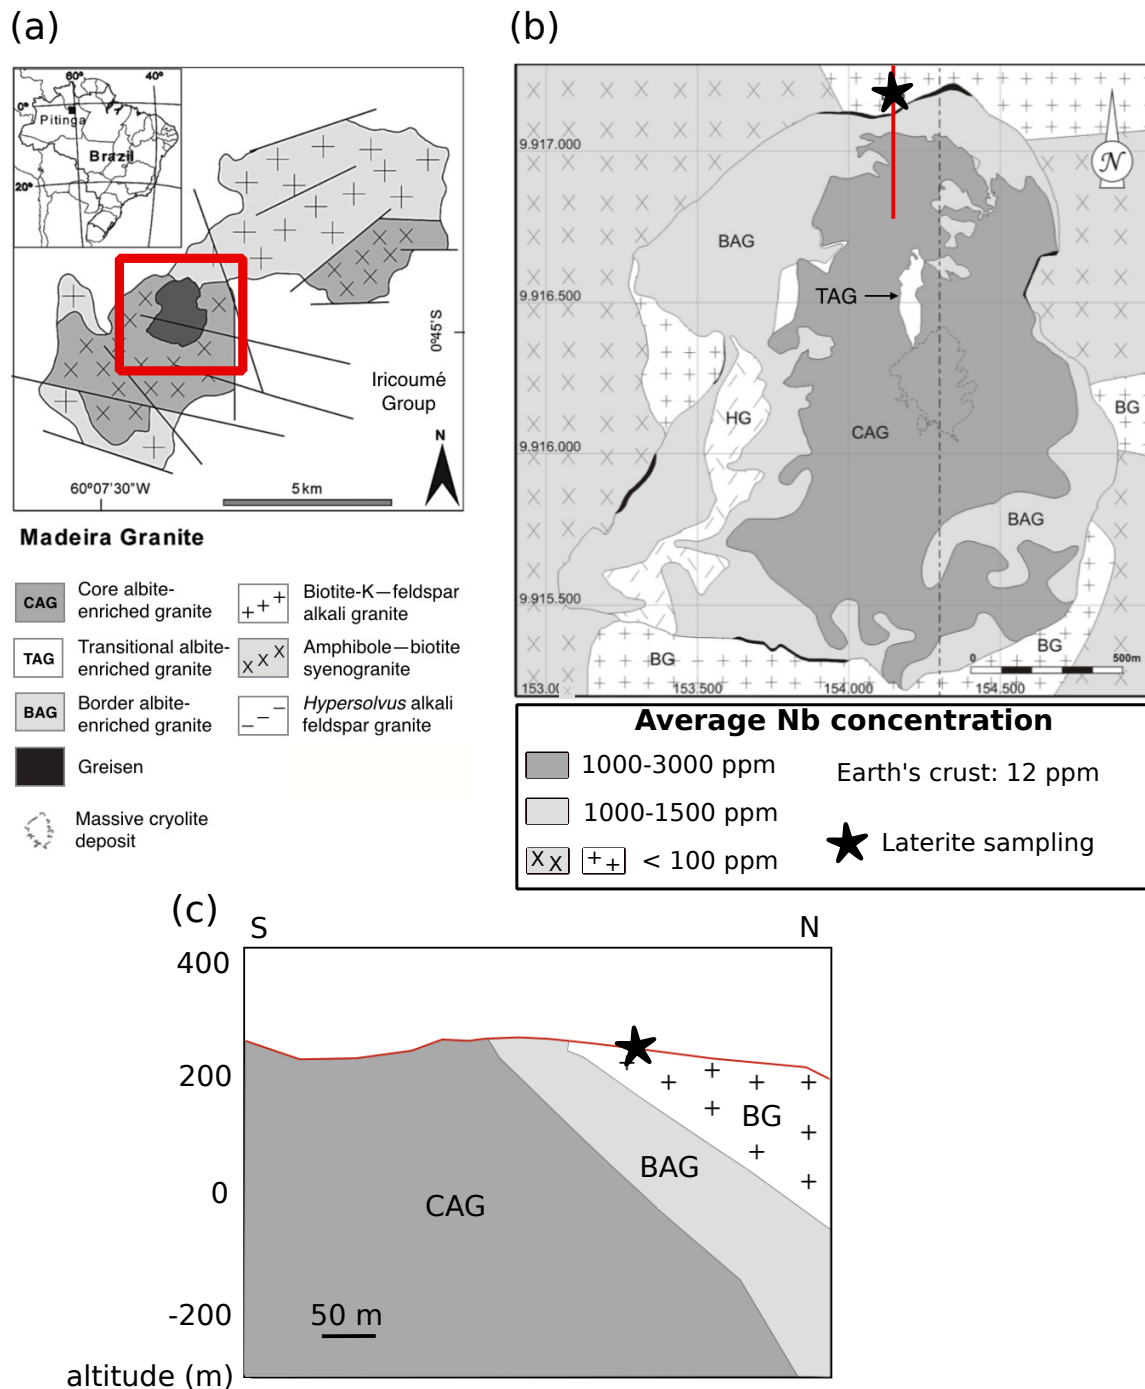 (a)
60° 40°
0°
Pitinga
Brazil
20°
0°45'S
Iricoumé
Group
N
60°07'30"W
5km
Madeira Granite
CAG Core albite-
enriched granite
Biotite-K—feldspar
alkali granite
TAG Transitional albite-
enriched granite
Amphibole—biotite
syenogranite
BAG Border albite-
enriched granite
Hypersolvus alkali
feldspar granite
Greisen
Massive cryolite
deposit
(b)
9.917.000
N
BAG
TAG
9.916.500
BG
HG
CAG
9.916.000
BAG
9.915.500
BG
BG
0 500m
153.00 153.500 154.000 154.500
Average Nb concentration
1000-3000 ppm
Earth's crust: 12 ppm
1000-1500 ppm
Laterite sampling
< 100 ppm
(c)
S N
400
200
BG
BAG
0
CAG
-200
50 m
altitude (m)